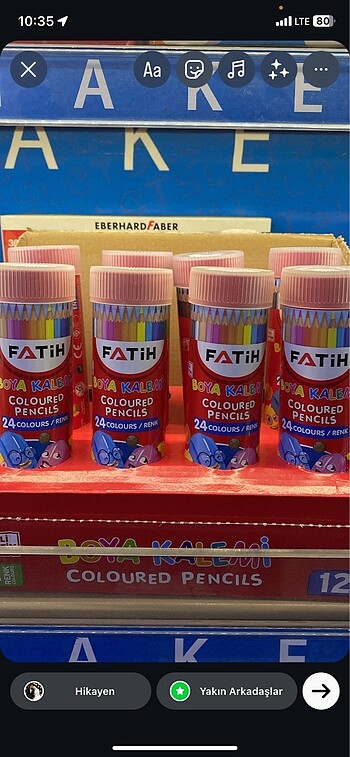 10:35
LTE 80
Aa
A K E
A K E
EBERHARDFABER
FATiH FATiH FATiH FATiH
BOYA KALEMi BOYA KALEMi BOYA KALEMi BOYA KALEMi
COLOURED COLOURED COLOURED COLOURED
PENCILS PENCILS PENCILS PENCILS
24 COLOURS / RENK 24 COLOURS / RENK 24 COLOURS / RENK 24 COLOURS / RENK
BOYA KALEMi
COLOURED PENCILS
12
RENK
A K E
Hikayen
Yakın Arkadaşlar